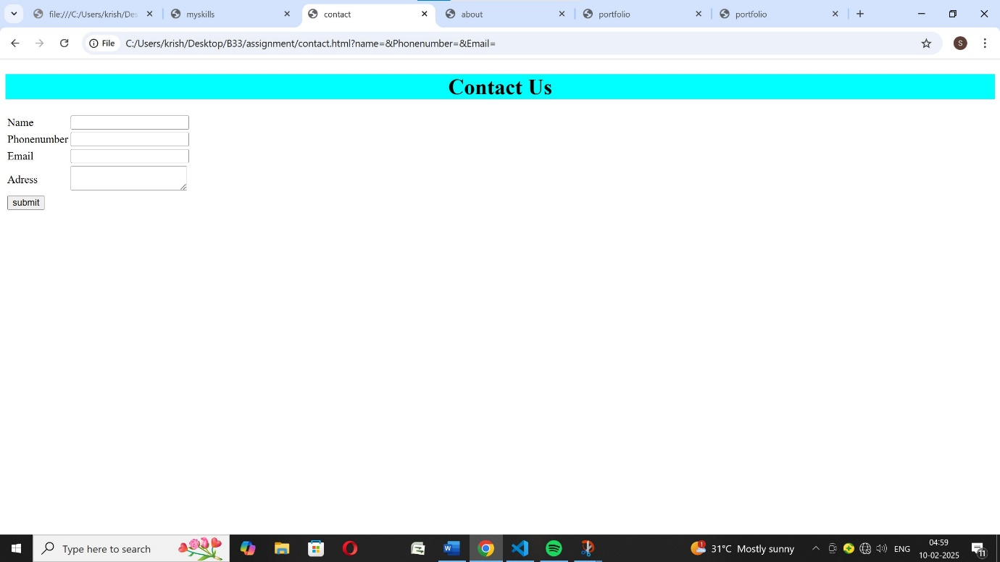 file:///C:/Users/krish/Des
myskills
contact
about
portfolio
portfolio
File
C:/Users/krish/Desktop/B33/assignment/contact.html?name=&Phonenumber=&Email=
S
Contact Us
Name
Phonenumber
Email
Adress
submit
Type here to search
W
1
31°C Mostly sunny
ENG
04:59
10-02-2025
11